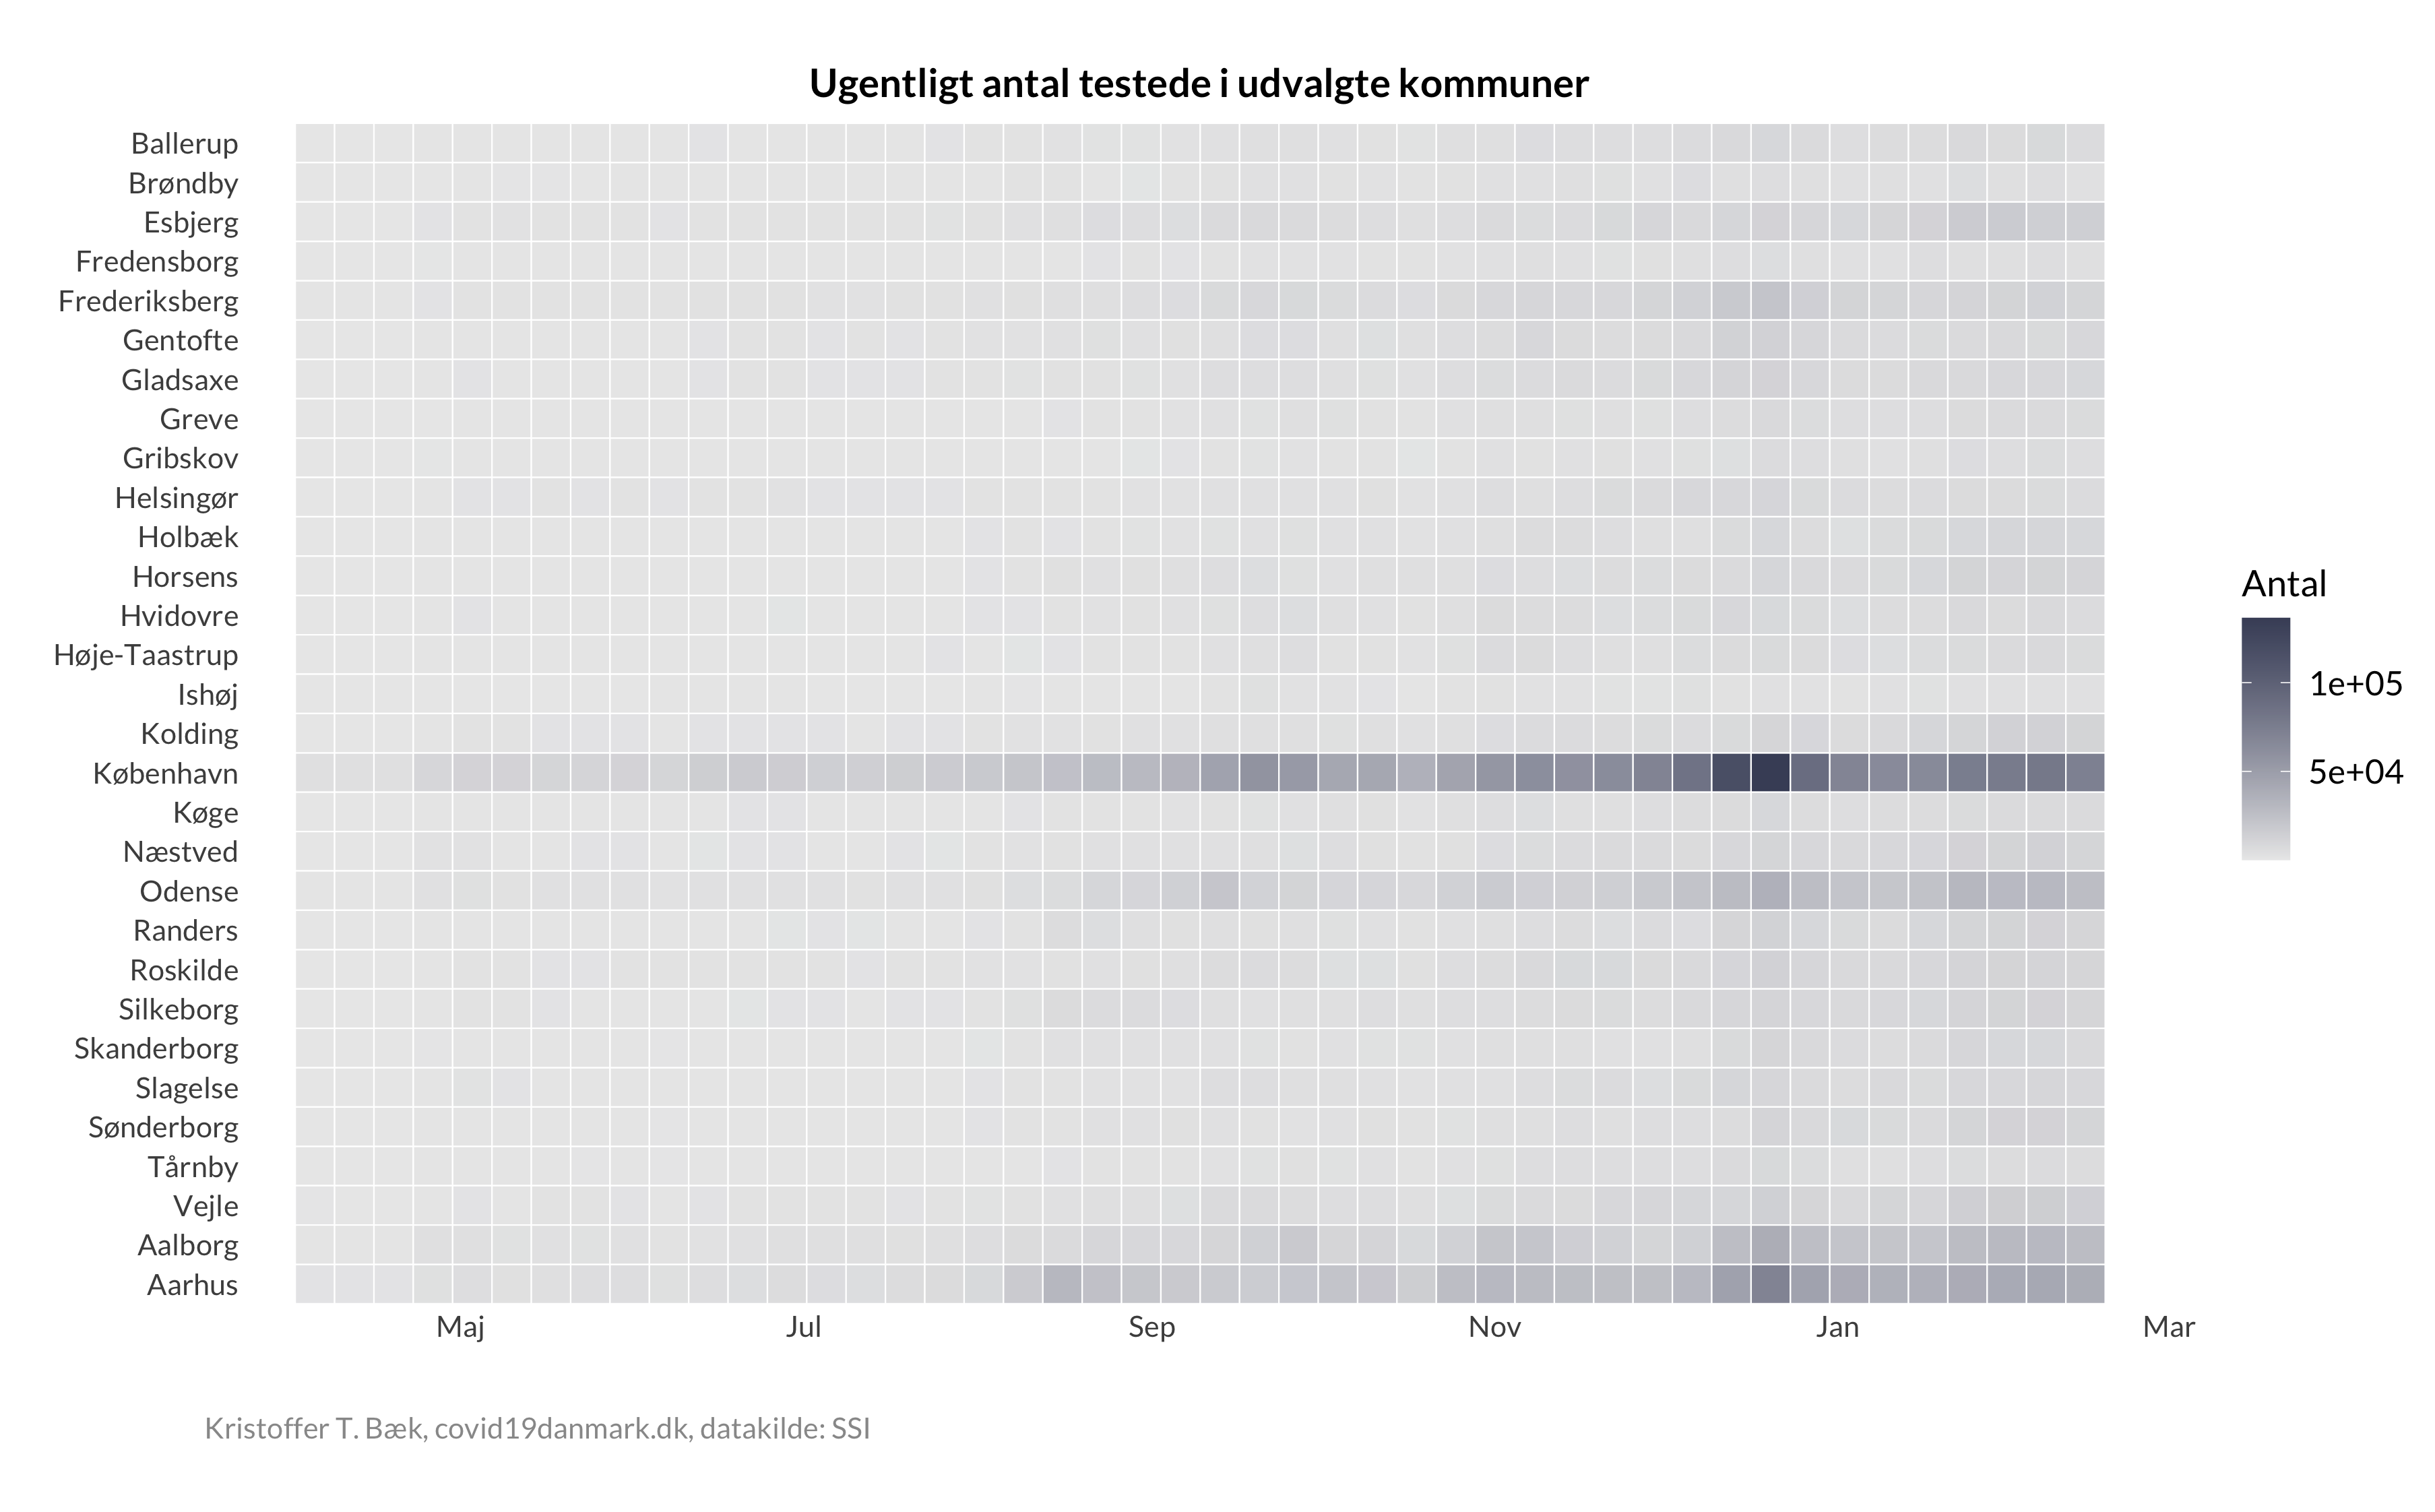 Ugentligt antal testede i udvalgte kommuner
Ballerup
Brøndby
Esbjerg
Fredensborg
Frederiksberg
Gentofte
Gladsaxe
Greve
Gribskov
Helsingør
Holbæk
Horsens
Hvidovre
Høje-Taastrup
Ishøj
Kolding
København
Køge
Næstved
Odense
Randers
Roskilde
Silkeborg
Skanderborg
Slagelse
Sønderborg
Tårnby
Vejle
Aalborg
Aarhus
Maj Jul Sep Nov Jan Mar
Antal
1e+05
5e+04
Kristoffer T. Bæk, covid19danmark.dk, datakilde: SSI